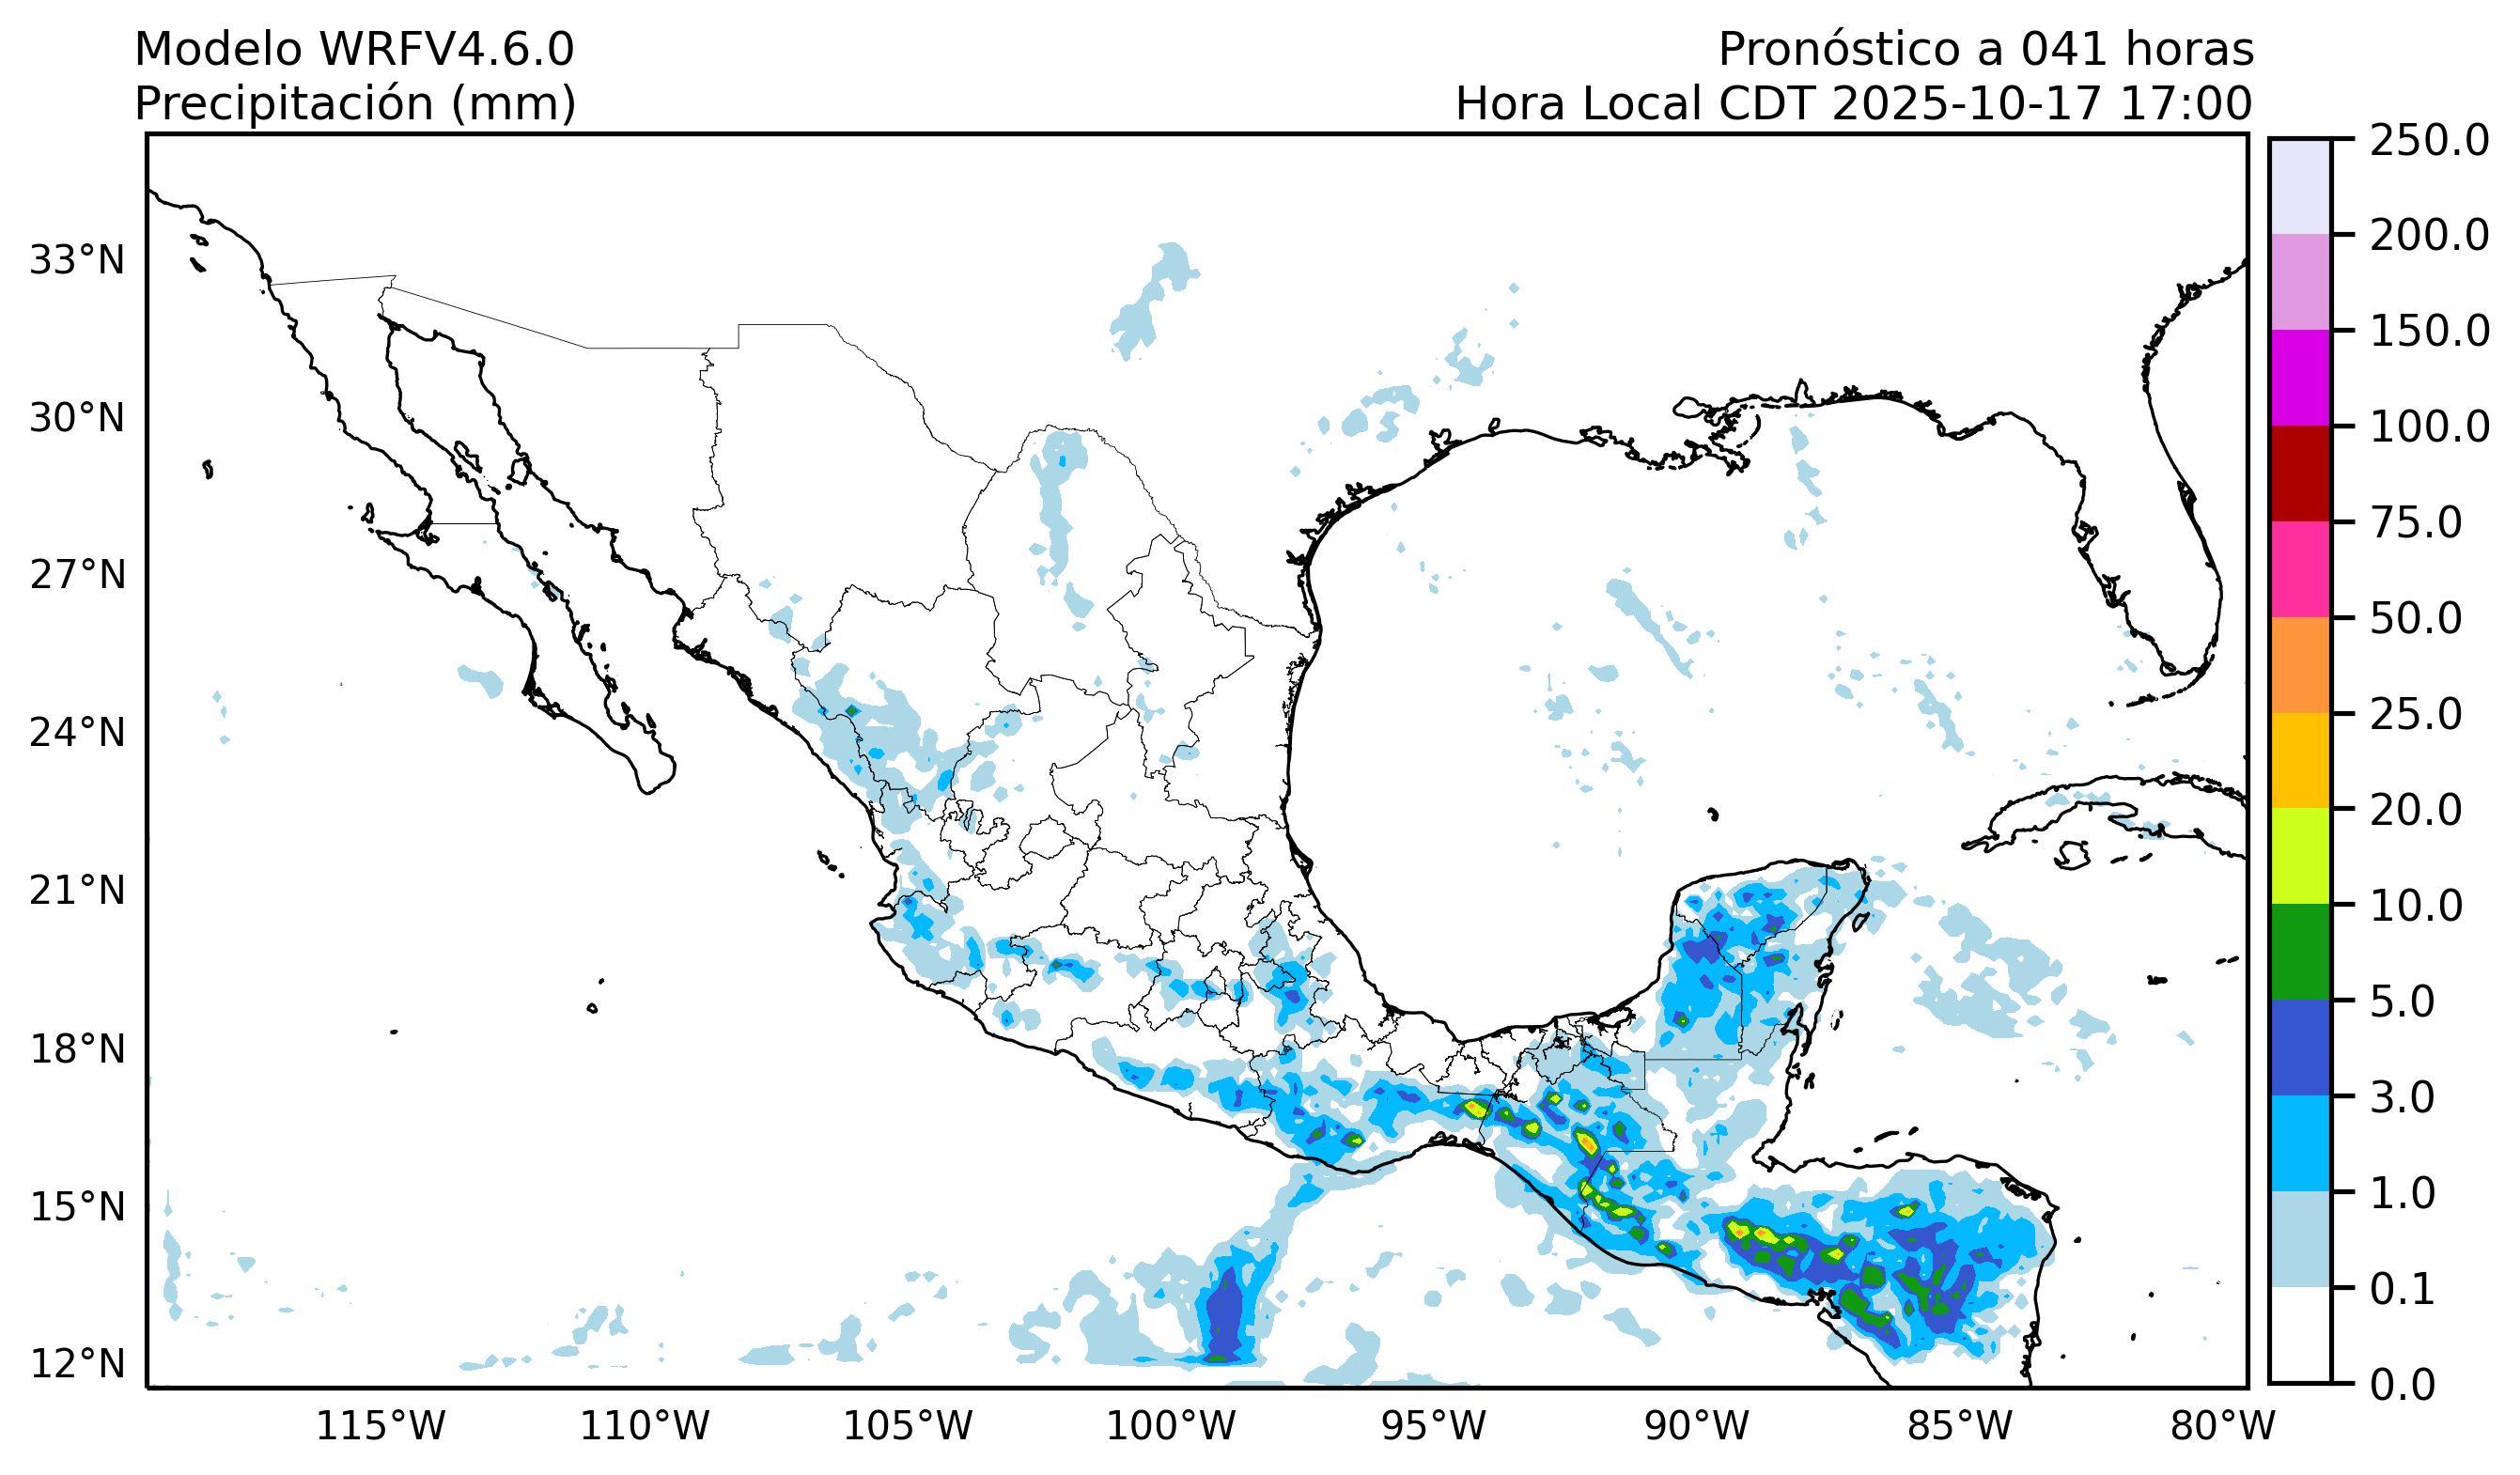 Modelo WRFV4.6.0
Precipitación (mm)
Pronóstico a 041 horas
Hora Local CDT 2025-10-17 17:00
33°N
30°N
27°N
24°N
21°N
18°N
15°N
12°N
115°W
110°W
105°W
100°W
95°W
90°W
85°W
80°W
250.0
200.0
150.0
100.0
75.0
50.0
25.0
20.0
10.0
5.0
3.0
1.0
0.1
0.0